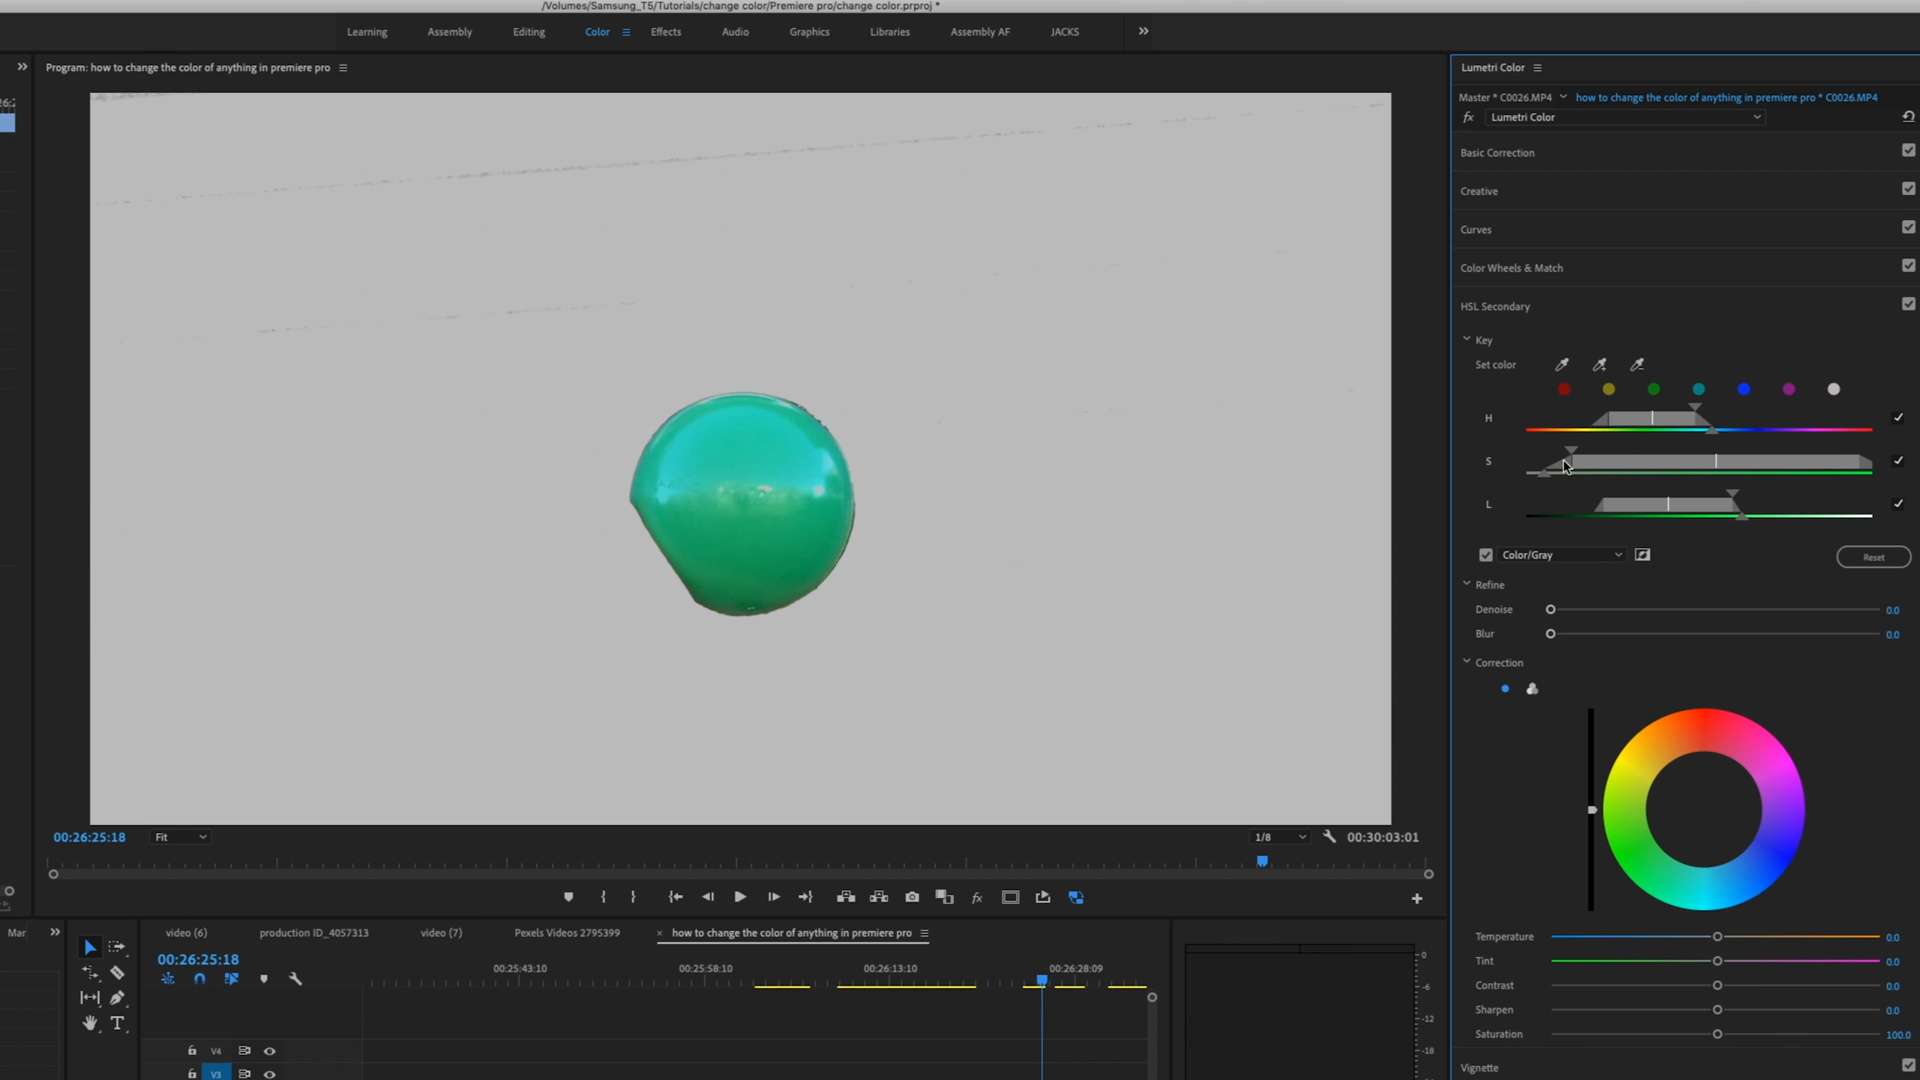 /Volumes/Samsung_T5/Tutorials/change color/Premiere pro/change color.prproj *
Learning Assembly Editing Color Effects Audio Graphics Libraries Assembly AF JACKS
Program: how to change the color of anything in premiere pro
Lumetri Color
Master * C0026.MP4 how to change the color of anything in premiere pro * C0026.MP4
fx Lumetri Color
Basic Correction
Creative
Curves
Color Wheels & Match
HSL Secondary
Key
Set color
H
S
L
Color/Gray Reset
Refine
Denoise 0.0
Blur 0.0
Correction
00:26:25:18 Fit 1/8 00:30:03:01
fx
Mar video (6) production ID_4057313 video (7) Pexels Videos 2795399 × how to change the color of anything in premiere pro
00:26:25:18
00:25:43:10 00:25:58:10 00:26:13:10 00:26:28:09
T
V4
V3
0
-6
-12
-18
Temperature 0.0
Tint 0.0
Contrast 0.0
Sharpen 0.0
Saturation 100.0
Vignette